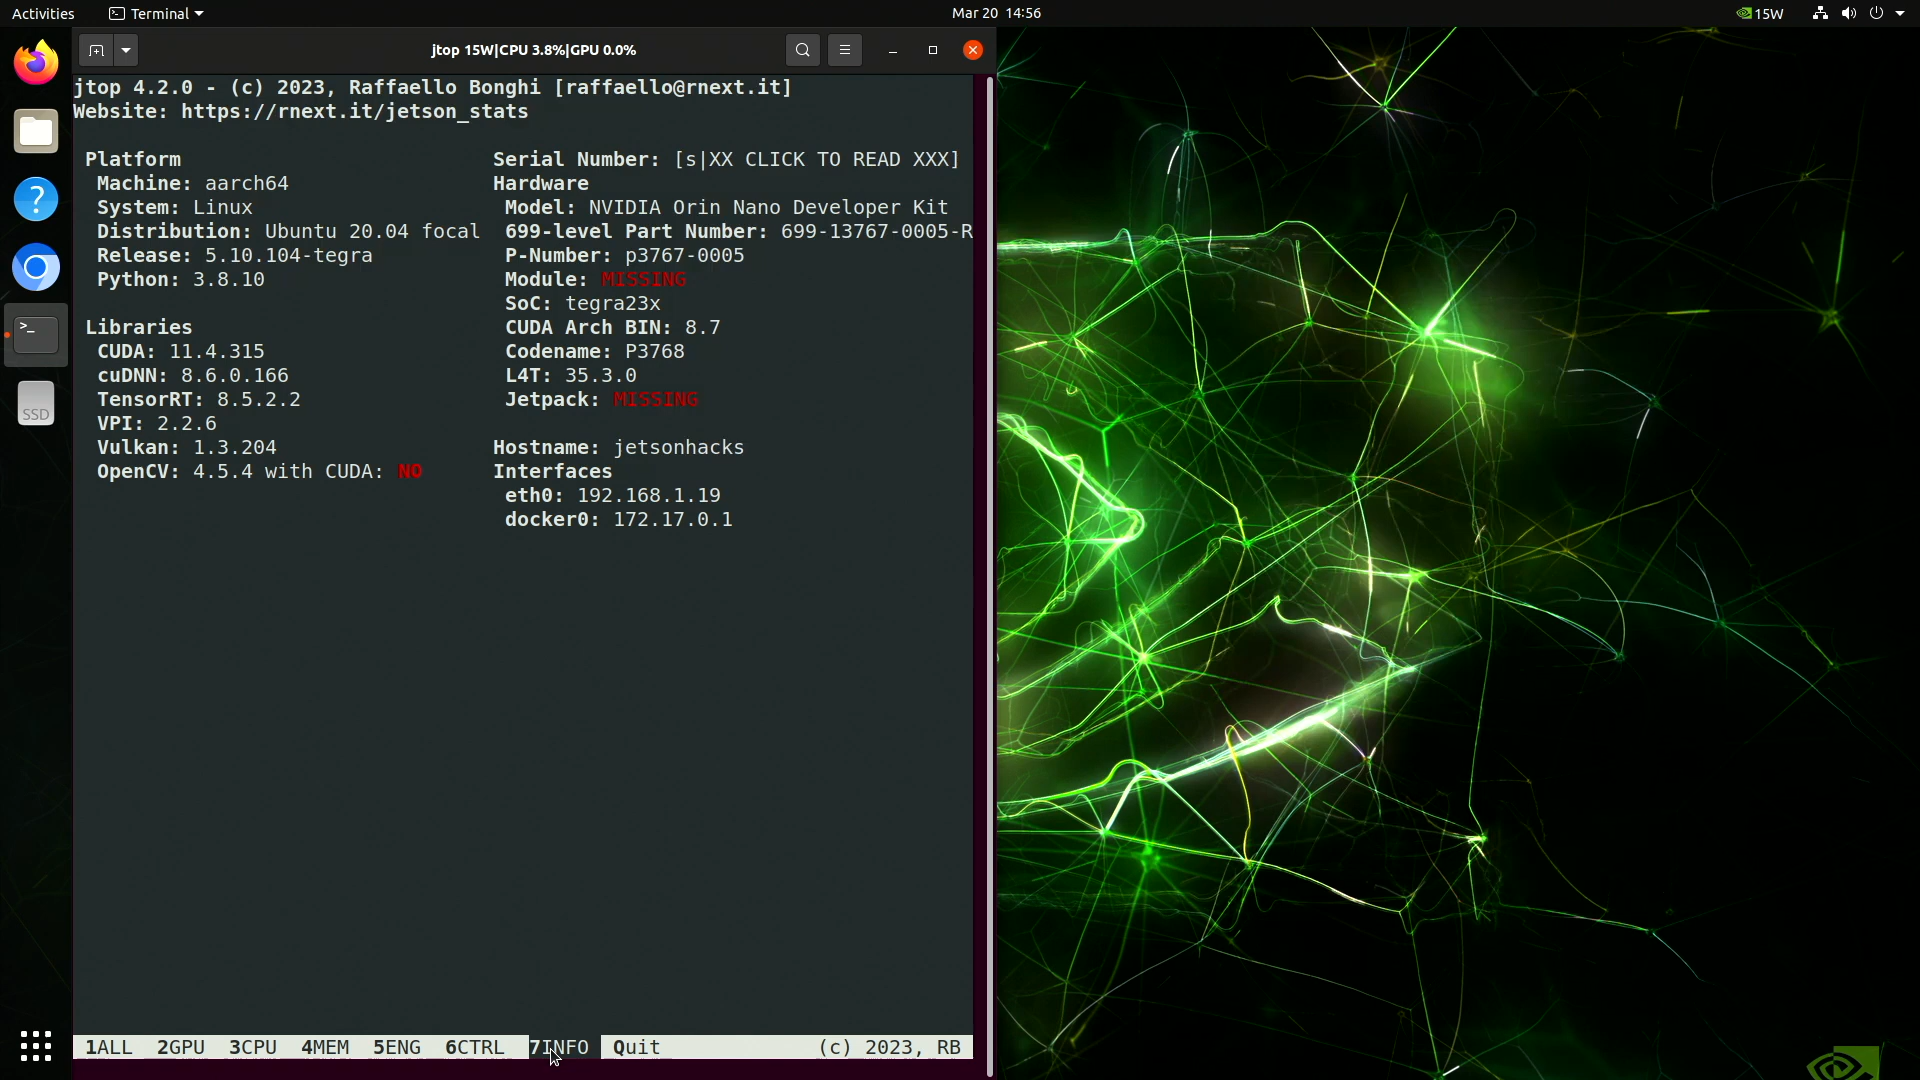 Activities Terminal Mar 20 14:56 15W
jtop 15W|CPU 3.8%|GPU 0.0%
jtop 4.2.0 - (c) 2023, Raffaello Bonghi [raffaello@rnext.it]
Website: https://rnext.it/jetson_stats
Platform
Machine: aarch64
System: Linux
Distribution: Ubuntu 20.04 focal
Release: 5.10.104-tegra
Python: 3.8.10
Libraries
CUDA: 11.4.315
cuDNN: 8.6.0.166
TensorRT: 8.5.2.2
VPI: 2.2.6
Vulkan: 1.3.204
OpenCV: 4.5.4 with CUDA: NO
Serial Number: [s|XX CLICK TO READ XXX]
Hardware
Model: NVIDIA Orin Nano Developer Kit
699-level Part Number: 699-13767-0005-R
P-Number: p3767-0005
Module: MISSING
SoC: tegra23x
CUDA Arch BIN: 8.7
Codename: P3768
L4T: 35.3.0
Jetpack: MISSING
Hostname: jetsonhacks
Interfaces
eth0: 192.168.1.19
docker0: 172.17.0.1
SSD
1ALL 2GPU 3CPU 4MEM 5ENG 6CTRL 7INFO Quit (c) 2023, RB